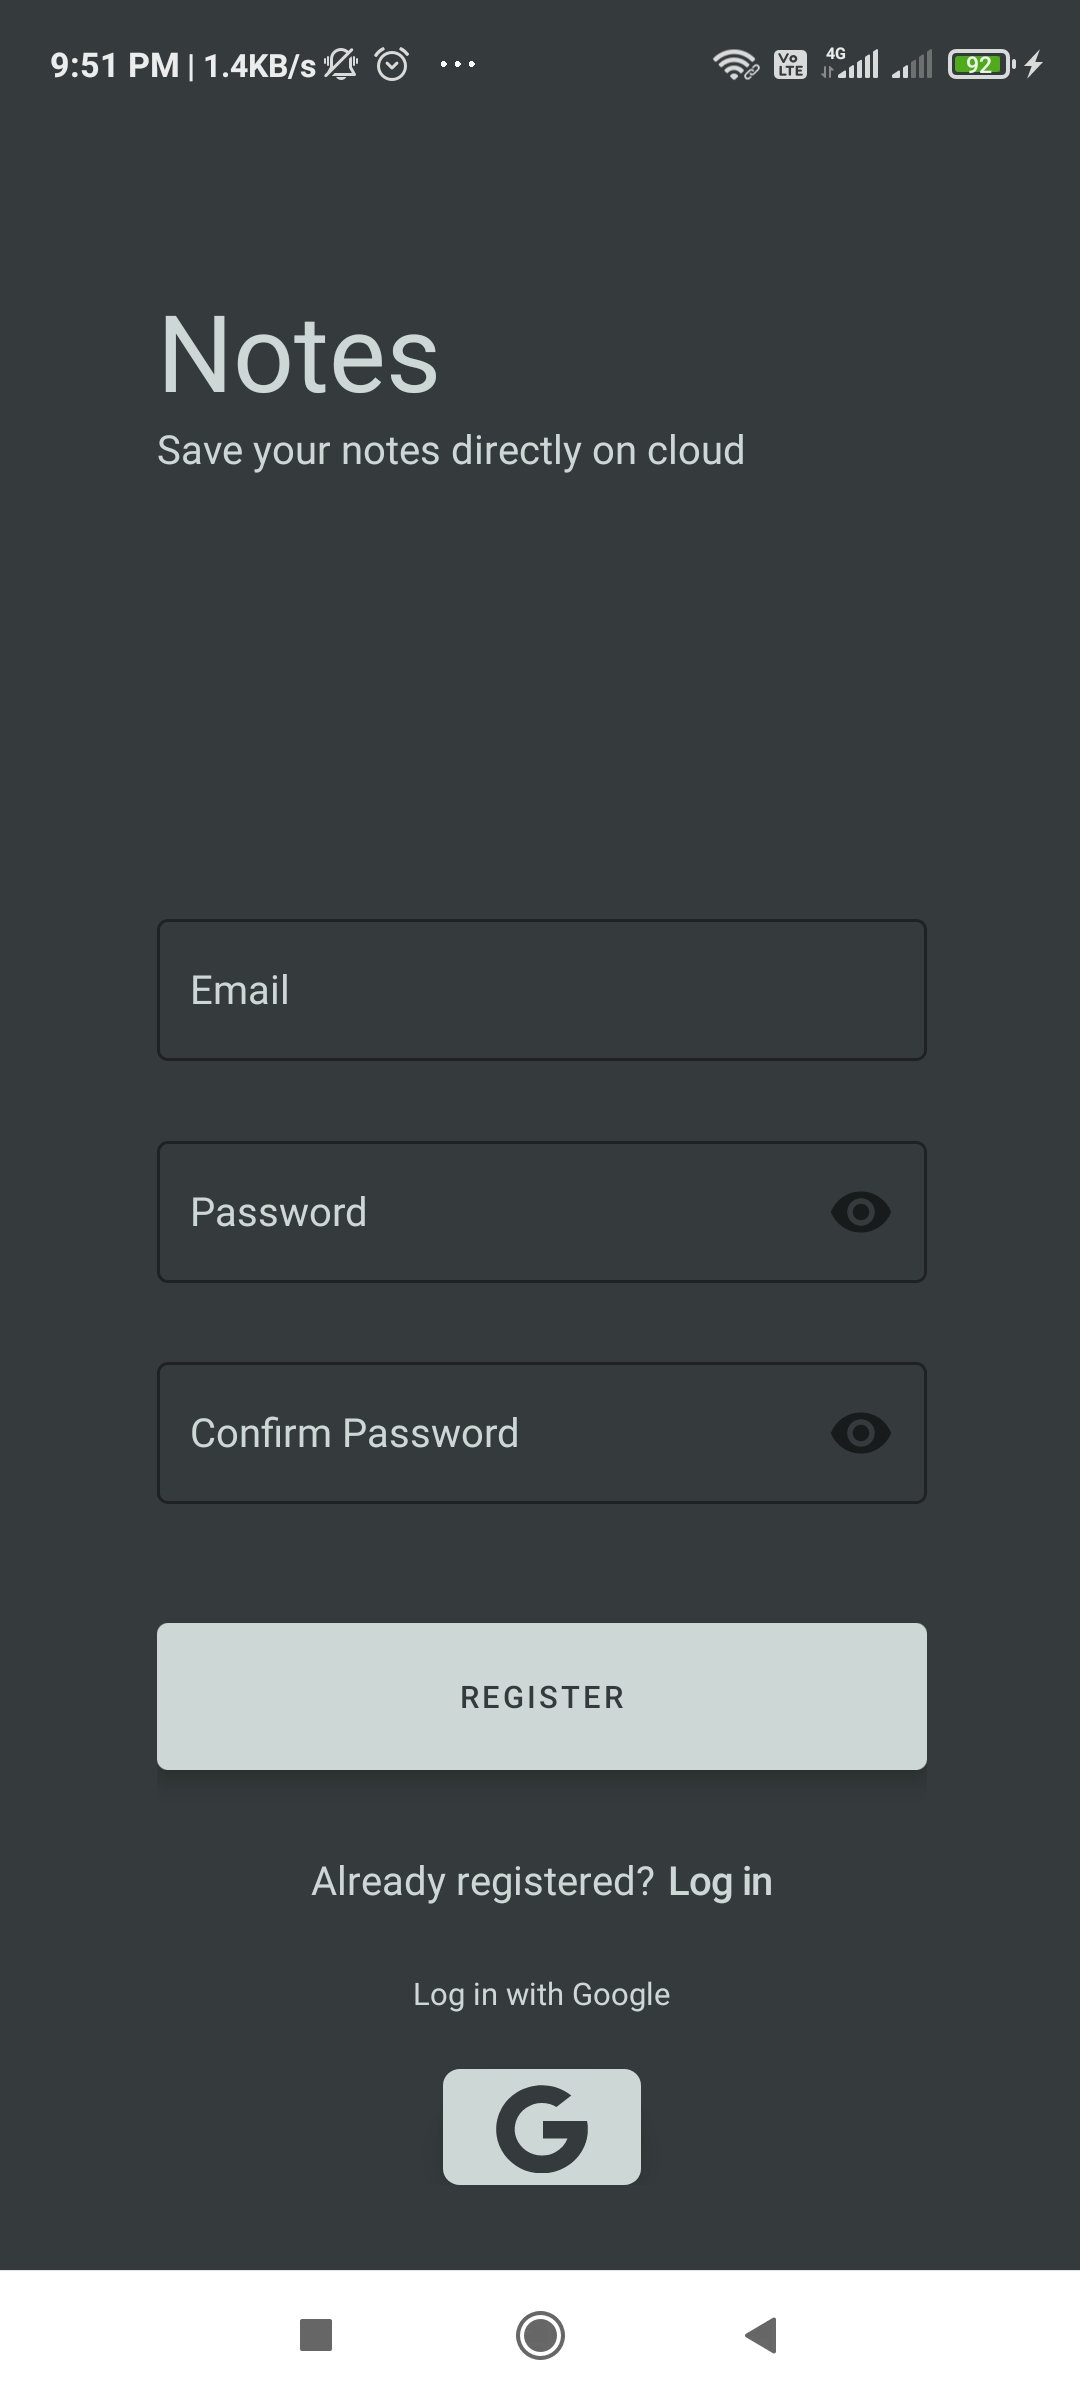 9:51 PM | 1.4KB/s ... Vo LTE 4G 92
Notes
Save your notes directly on cloud
Email
Password
Confirm Password
REGISTER
Already registered? Log in
Log in with Google
G